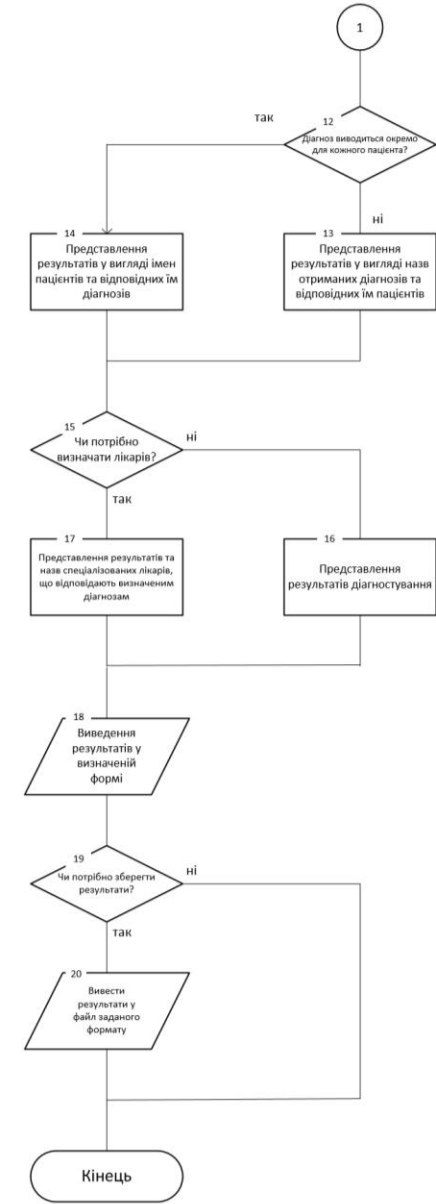 1
12
Діагноз виводиться окремо
для кожного пацієнта?
так
ні
14
Представлення
результатів у вигляді імен
пацієнтів та відповідних їм
діагнозів
13
Представлення
результатів у вигляді назв
отриманих діагнозів та
відповідних їм пацієнтів
15
Чи потрібно
визначати лікарів?
ні
так
17
Представлення результатів та
назв спеціалізованих лікарів,
що відповідають визначеним
діагнозам
16
Представлення
результатів діагностування
18
Виведення
результатів у
визначеній
формі
19
Чи потрібно зберегти
результати?
ні
так
20
Вивести
результати у
файл заданого
формату
Кінець